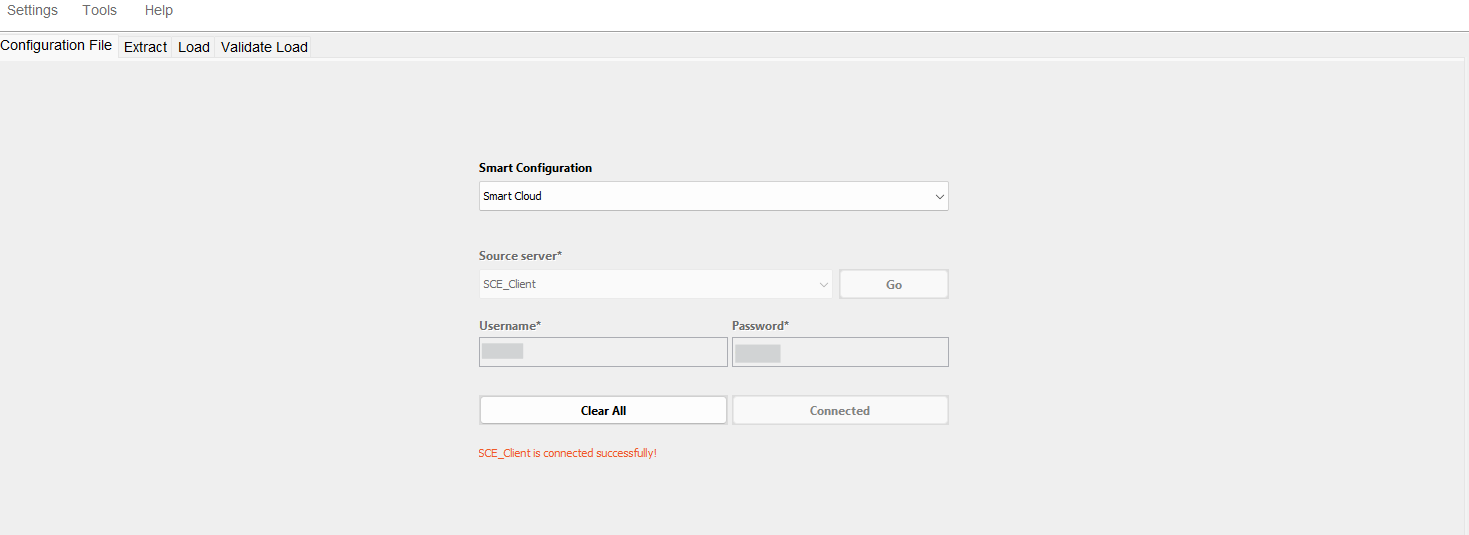 Settings Tools Help
Configuration File Extract Load Validate Load
Smart Configuration
Smart Cloud
Source server*
SCE_Client Go
Username* Password*
Clear All Connected
SCE_Client is connected successfully!